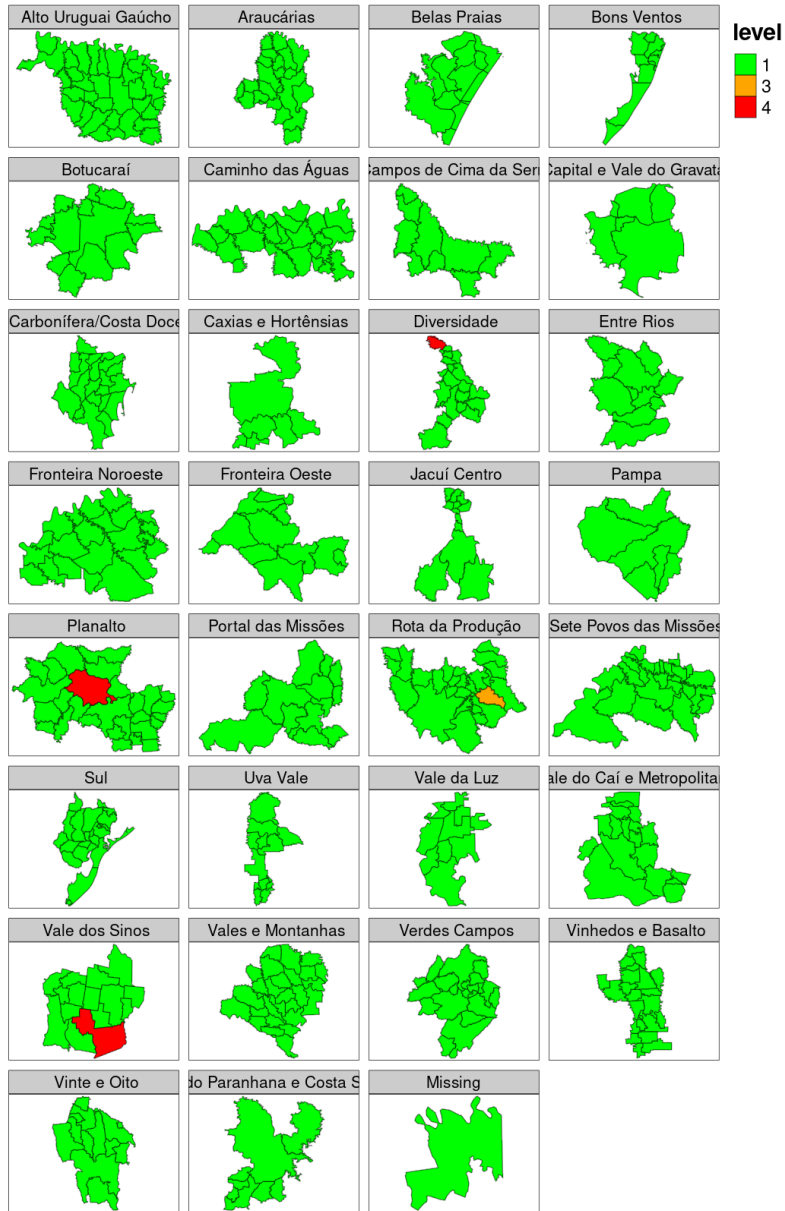 Alto Uruguai Gaúcho
Araucárias
Belas Praias
Bons Ventos
level
1
3
4
Botucaraí
Caminho das Águas
Campos de Cima da Serr
Capital e Vale do Gravata
Carbonífera/Costa Doce
Caxias e Hortênsias
Diversidade
Entre Rios
Fronteira Noroeste
Fronteira Oeste
Jacuí Centro
Pampa
Planalto
Portal das Missões
Rota da Produção
Sete Povos das Missões
Sul
Uva Vale
Vale da Luz
ale do Caí e Metropolita
Vale dos Sinos
Vales e Montanhas
Verdes Campos
Vinhedos e Basalto
Vinte e Oito
do Paranhana e Costa S
Missing